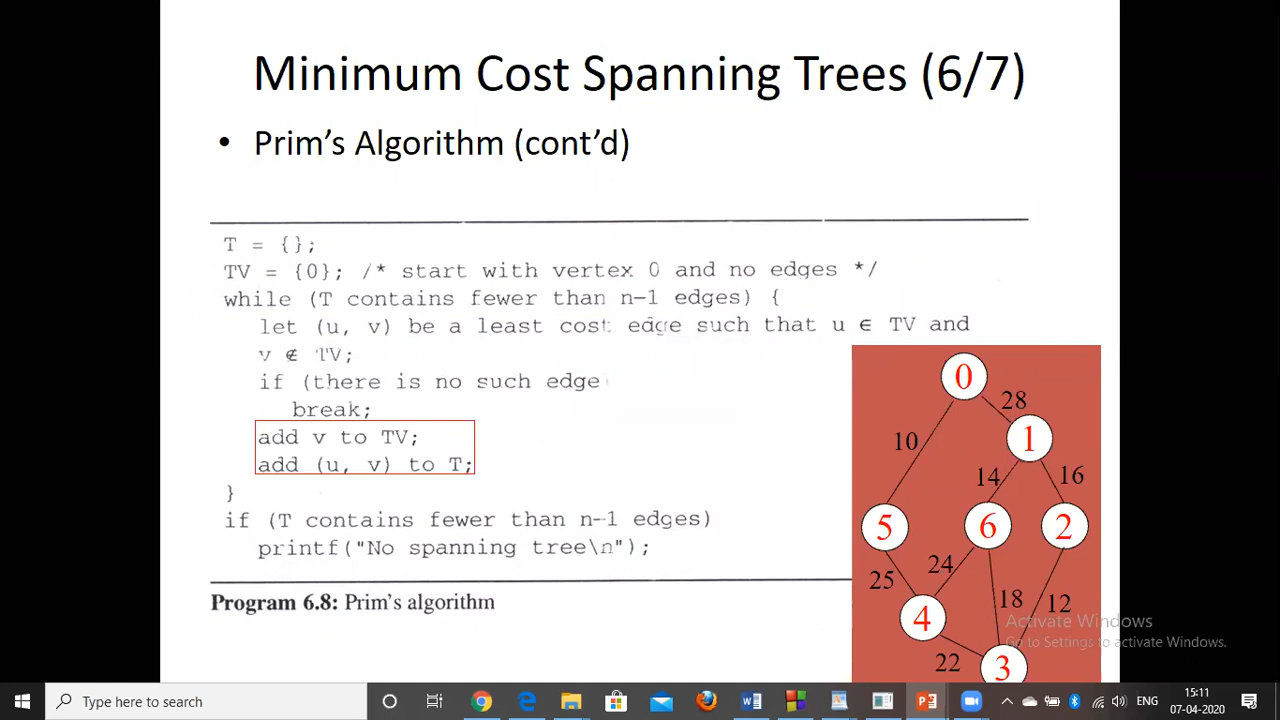 Minimum Cost Spanning Trees (6/7)
• Prim's Algorithm (cont'd)
T = {};
TV = {0}; /* start with vertex 0 and no edges */
while (T contains fewer than n-1 edges) {
let (u, v) be a least cost edge such that u ∈ TV and
v ∉ TV;
if (there is no such edge
break;
add v to TV;
add (u, v) to T;
}
if (T contains fewer than n-1 edges)
printf("No spanning tree\n");
Program 6.8: Prim's algorithm
0
28
1
10
14
16
5
6
2
24
25
18
12
4
22
3
Activate Windows
Go to Settings to activate Windows.
Type here to search
ENG
15:11
07-04-2020